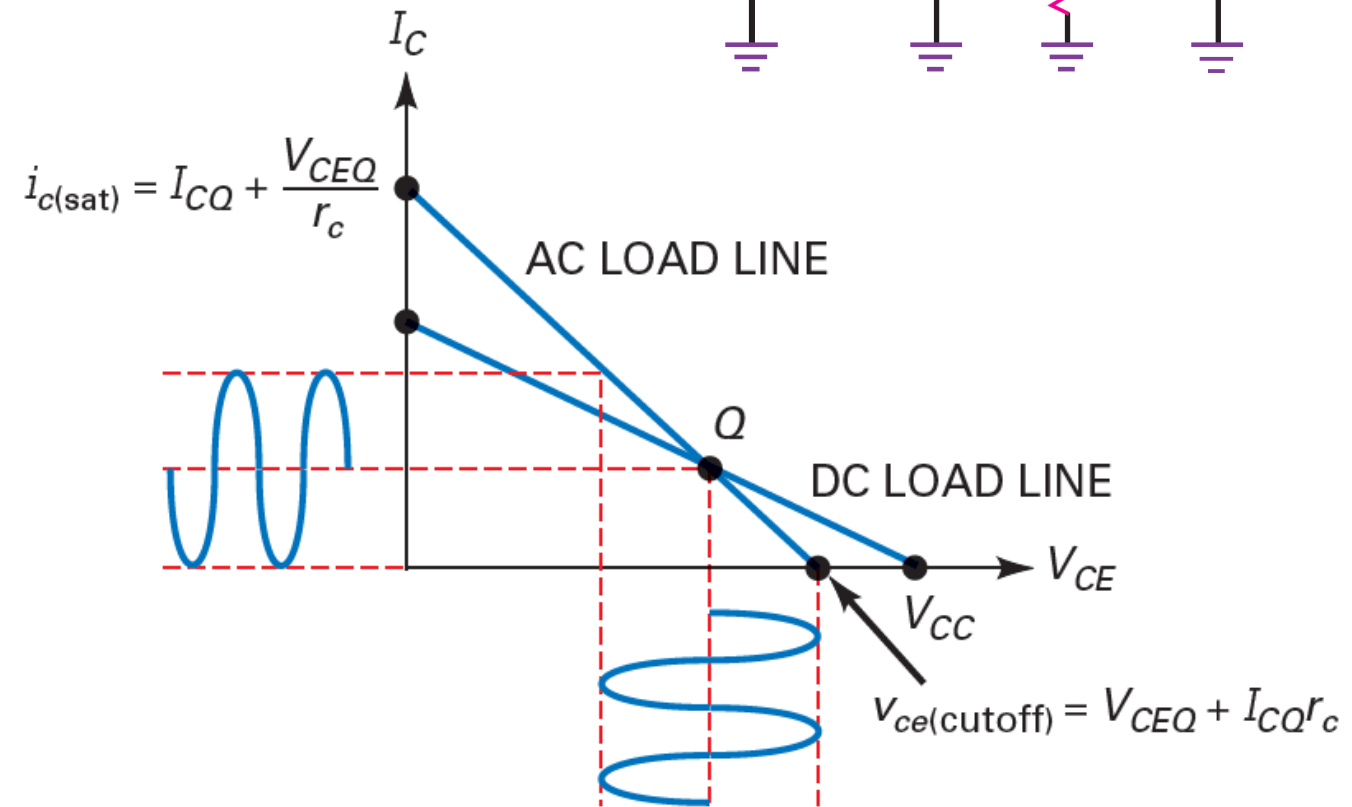 I_C
i_c(sat) = I_CQ + V_CEQ / r_c
AC LOAD LINE
Q
DC LOAD LINE
V_CE
V_CC
v_ce(cutoff) = V_CEQ + I_CQ r_c